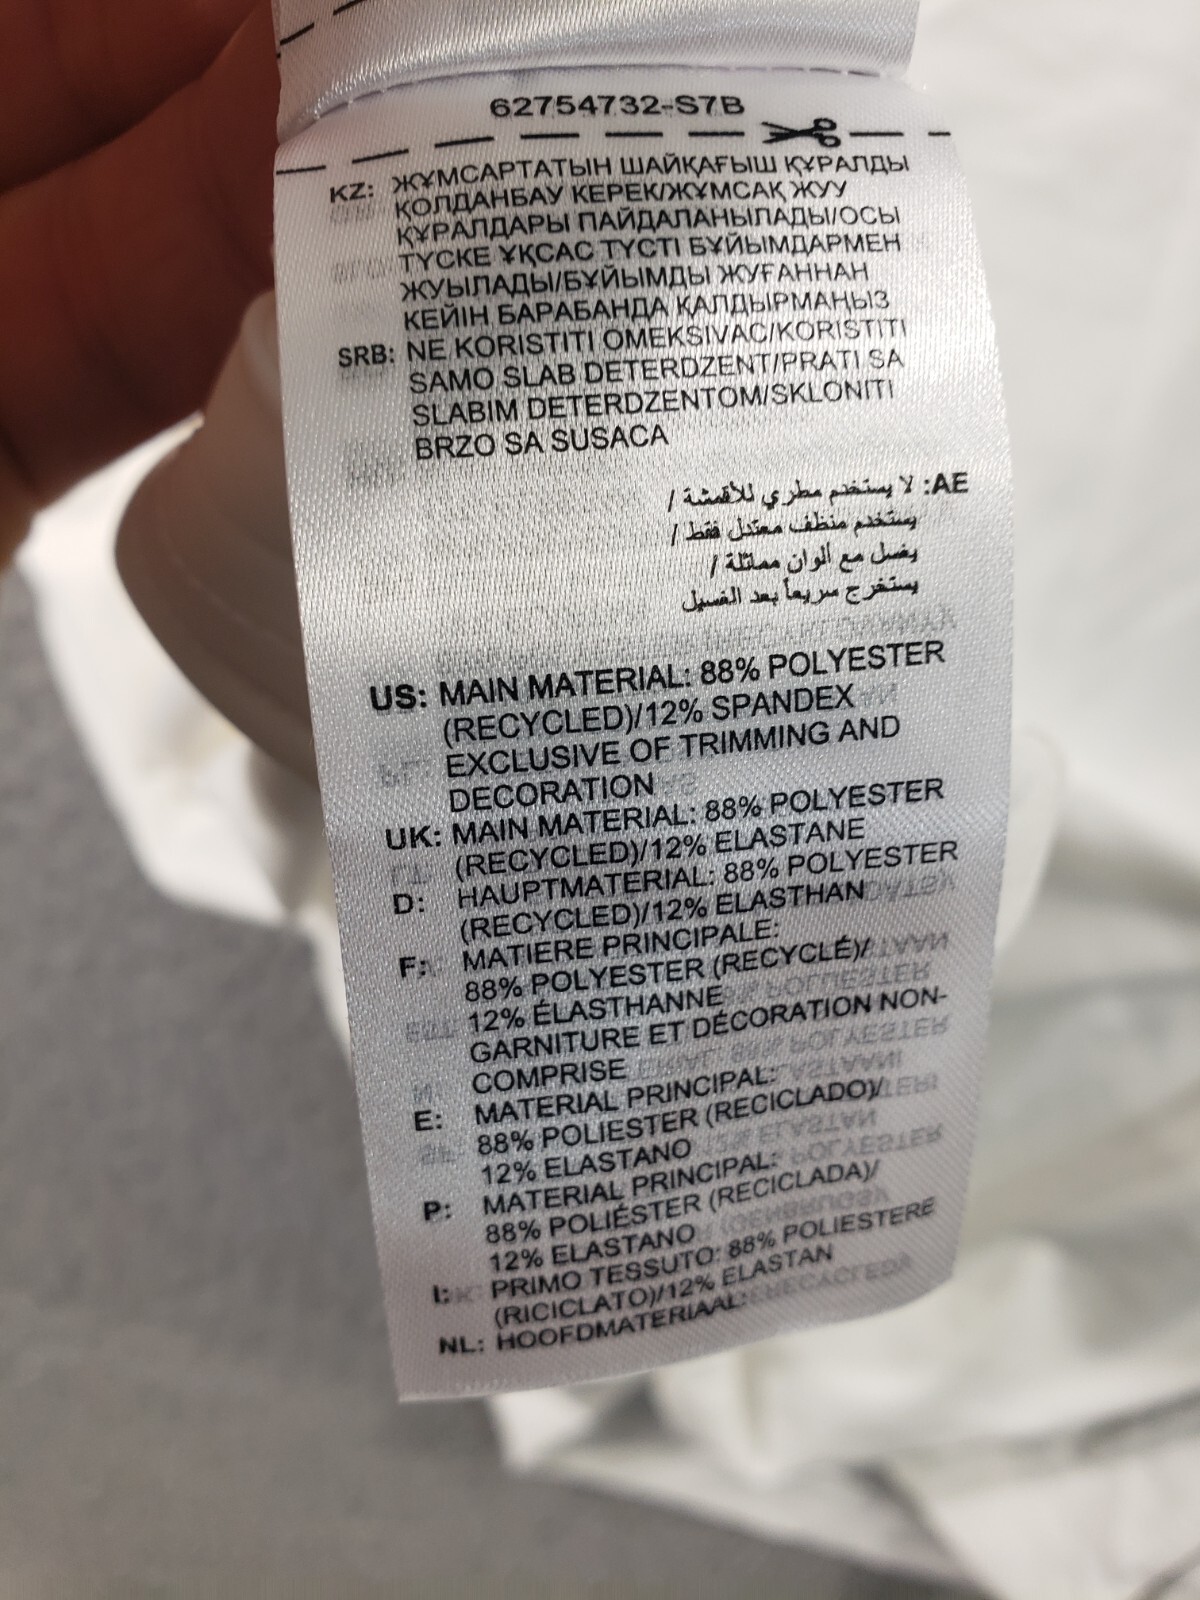 62754732-S7B
KZ: ЖҰМСАРТАТЫН ШАЙҚАҒЫШ ҚҰРАЛДЫ
ҚОЛДАНБАУ КЕРЕК/ЖҰМСАҚ ЖУУ
ҚҰРАЛДАРЫ ПАЙДАЛАНЫЛАДЫ/ОСЫ
ТҮСКЕ ҰҚСАС ТҮСТІ БҰЙЫМДАРМЕН
ЖУЫЛАДЫ/БҰЙЫМДЫ ЖУҒАННАН
КЕЙІН БАРАБАНДА ҚАЛДЫРМАҢЫЗ
SRB: NE KORISTITI OMEKSIVAC/KORISTITI
SAMO SLAB DETERDZENT/PRATI SA
SLABIM DETERDZENTOM/SKLONITI
BRZO SA SUSACA
AE: لا يستخدم مطري للأقمشة /
يستخدم منظف معتدل فقط /
يغسل مع ألوان مماثلة /
يستخرج سريعاً بعد الغسيل
US: MAIN MATERIAL: 88% POLYESTER
(RECYCLED)/12% SPANDEX
EXCLUSIVE OF TRIMMING AND
DECORATION
UK: MAIN MATERIAL: 88% POLYESTER
(RECYCLED)/12% ELASTANE
D: HAUPTMATERIAL: 88% POLYESTER
(RECYCLED)/12% ELASTHAN
F: MATIERE PRINCIPALE:
88% POLYESTER (RECYCLÉ)/
12% ÉLASTHANNE
GARNITURE ET DÉCORATION NON-
COMPRISE
E: MATERIAL PRINCIPAL:
88% POLIESTER (RECICLADO)/
12% ELASTANO
P: MATERIAL PRINCIPAL:
88% POLIÉSTER (RECICLADA)/
12% ELASTANO
I: PRIMO TESSUTO: 88% POLIESTERE
(RICICLATO)/12% ELASTAN
NL: HOOFDMATERIAAL: